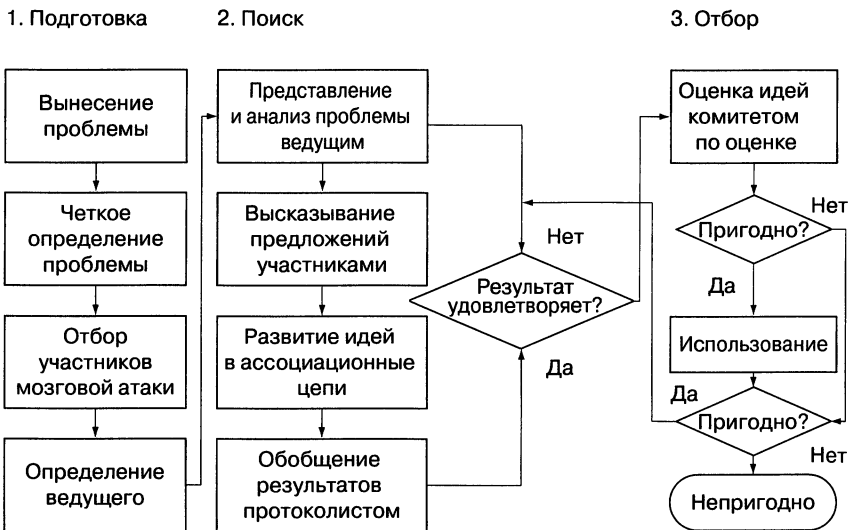 1. Подготовка
Вынесение
проблемы
Четкое
определение
проблемы
Отбор
участников
мозговой атаки
Определение
ведущего
2. Поиск
Представление
и анализ проблемы
ведущим
Высказывание
предложений
участниками
Развитие идей
в ассоциационные
цепи
Обобщение
результатов
протоколистом
Нет
Результат
удовлетворяет?
Да
3. Отбор
Оценка идей
комитетом
по оценке
Нет
Пригодно?
Да
Использование
Да
Пригодно?
Нет
Непригодно